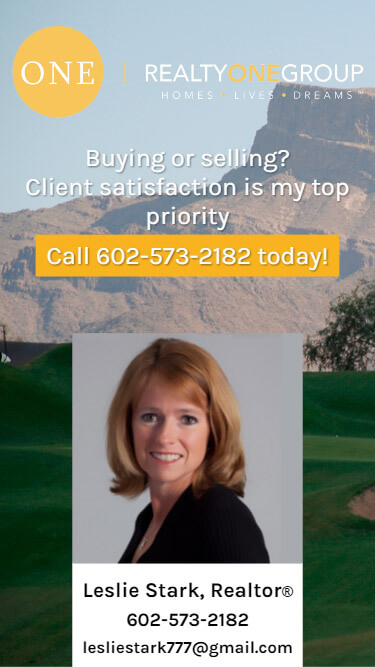 ONE | REALTYONEGROUP
HOMES • LIVES • DREAMS™
Buying or selling?
Client satisfaction is my top
priority
Call 602-573-2182 today!
Leslie Stark, Realtor®
602-573-2182
lesliestark777@gmail.com